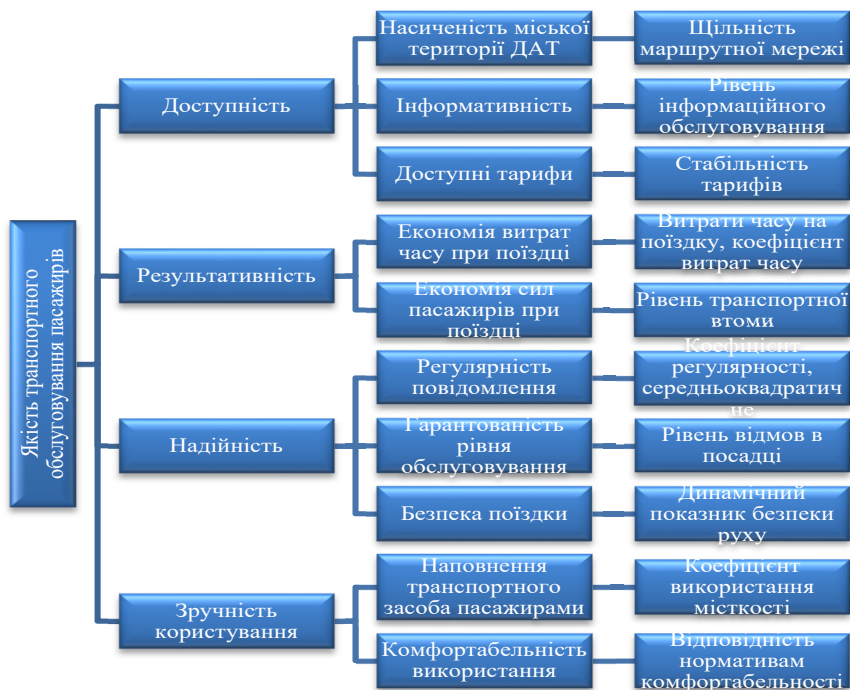 Якість транспортного
обслуговування пасажирів
Доступність
Насиченість міської
території ДАТ
Щільність
маршрутної мережі
Інформативність
Рівень
інформаційного
обслуговування
Доступні тарифи
Стабільність
тарифів
Результативність
Економія витрат
часу при поїздці
Витрати часу на
поїздку, коефіцієнт
витрат часу
Економія сил
пасажирів при
поїздці
Рівень транспортної
втоми
Надійність
Регулярність
повідомлення
Коефіцієнт
регулярності,
середньоквадратич
не
Гарантованість
рівня
обслуговування
Рівень відмов в
посадці
Безпека поїздки
Динамічний
показник безпеки
руху
Зручність
користування
Наповнення
транспортного
засоба пасажирами
Коефіцієнт
використання
місткості
Комфортабельність
використання
Відповідність
нормативам
комфортабельності